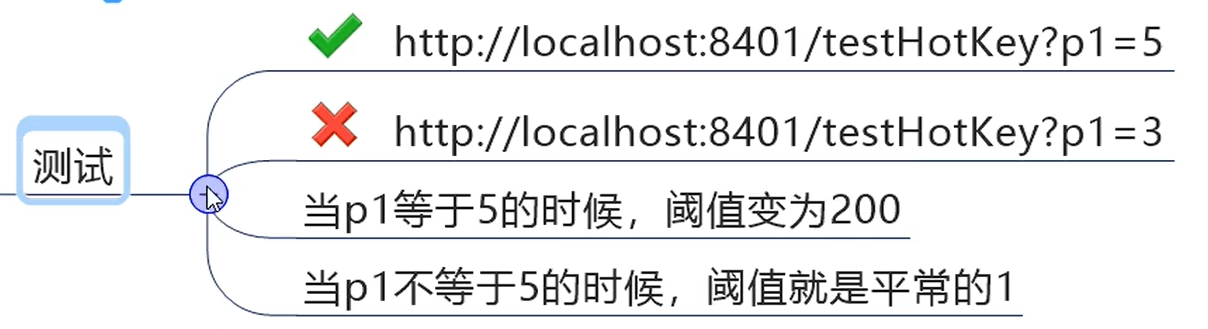 http://localhost:8401/testHotKey?p1=5
http://localhost:8401/testHotKey?p1=3
测试
当p1等于5的时候，阈值变为200
当p1不等于5的时候，阈值就是平常的1